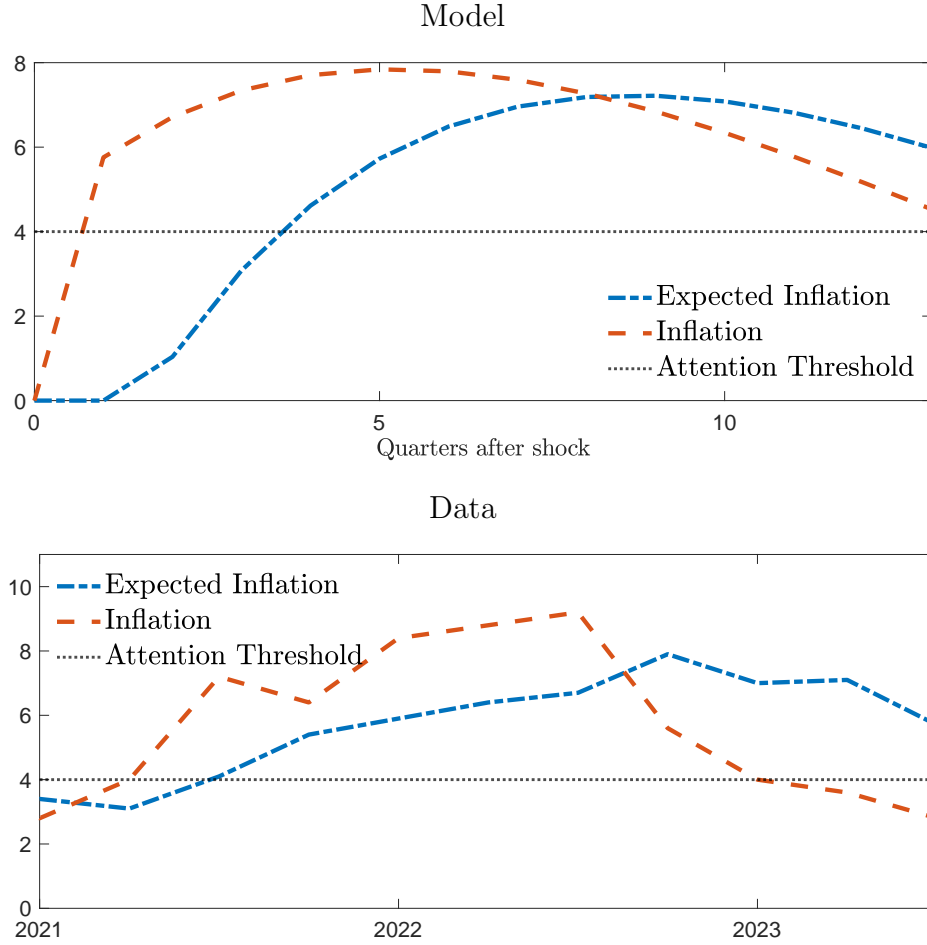 Model
8
6
4
2
0
Expected Inflation
Inflation
Attention Threshold
0 5 10
Quarters after shock
Data
10
8
6
4
2
0
Expected Inflation
Inflation
Attention Threshold
2021 2022 2023